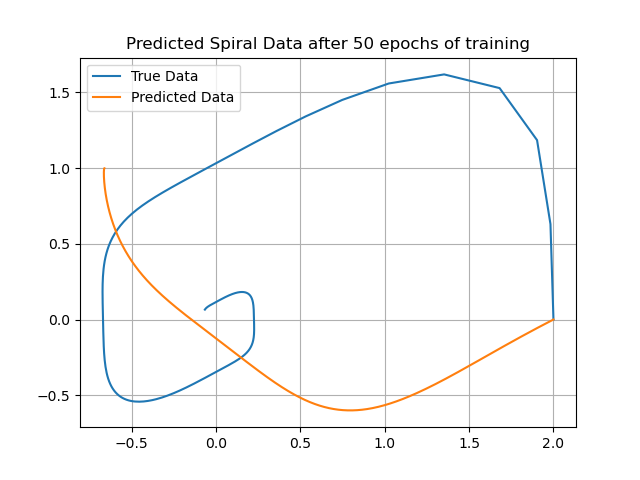 Predicted Spiral Data after 50 epochs of training
True Data
Predicted Data
1.5
1.0
0.5
0.0
−0.5
−0.5 0.0 0.5 1.0 1.5 2.0